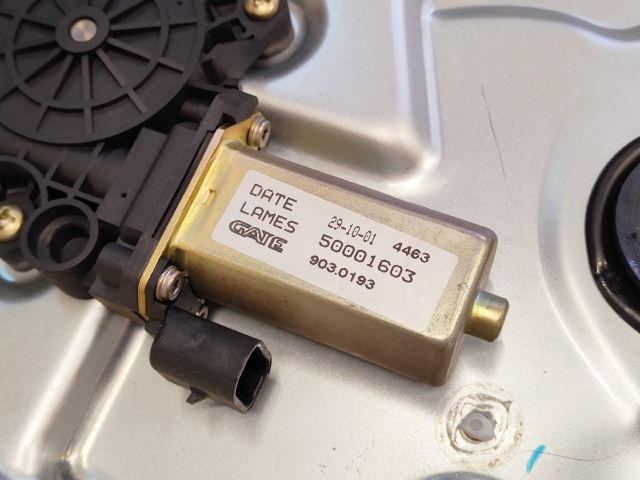 DATE 29-10-01 4463
LAMES 50001603
GATE 903.0193